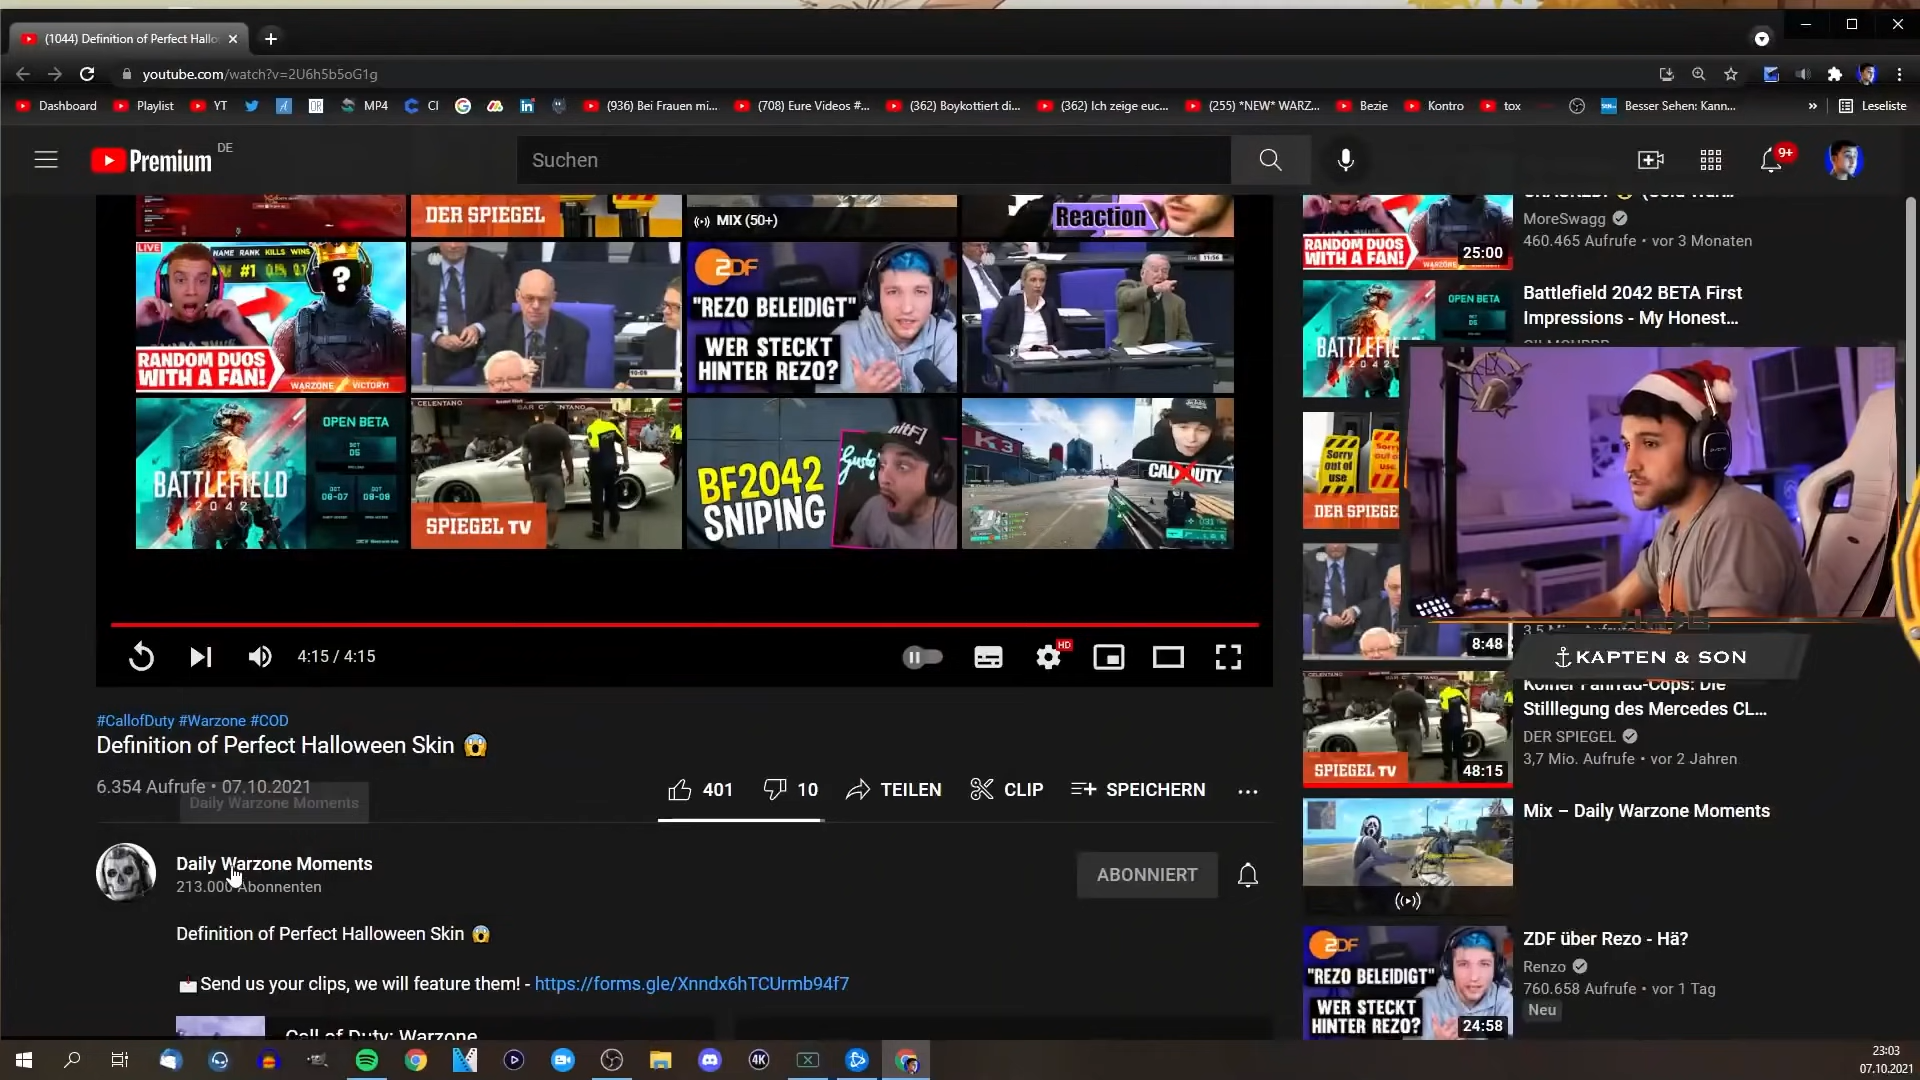 (1044) Definition of Perfect Hallo
youtube.com/watch?v=2U6h5b5oG1g
Dashboard
Playlist
YT
MP4
CI
(936) Bei Frauen mi...
(708) Eure Videos #...
(362) Boykottiert di...
(362) Ich zeige euc...
(255) *NEW* WARZ...
Bezie
Kontro
tox
Besser Sehen: Kann...
»
Leseliste
Premium
DE
Suchen
9+
DER SPIEGEL
MIX (50+)
Reaction
LIVE
NAME RANK KILLS WINS
#1
?
RANDOM DUOS
WITH A FAN!
WARZONE
VICTORY!
ZDF
"REZO BELEIDIGT"
WER STECKT
HINTER REZO?
OPEN BETA
BATTLEFIELD
2042
CELENTANO
SPIEGEL TV
BF2042
SNIPING
K3
4:15 / 4:15
HD
#CallofDuty #Warzone #COD
Definition of Perfect Halloween Skin 😱
6.354 Aufrufe • 07.10.2021
Daily Warzone Moments
401
10
TEILEN
CLIP
SPEICHERN
Daily Warzone Moments
213.000 Abonnenten
ABONNIERT
Definition of Perfect Halloween Skin 😱
📩Send us your clips, we will feature them! - https://forms.gle/Xnndx6hTCUrmb94f7
Call of Duty: Warzone
MoreSwagg
460.465 Aufrufe • vor 3 Monaten
RANDOM DUOS
WITH A FAN!
25:00
Battlefield 2042 BETA First
Impressions - My Honest...
OPEN BETA
BATTLEFIE
2042
Sorry
out of
use
DER SPIEGE
8:48
KAPTEN & SON
Kölner Fahrrad-Cops: Die
Stilllegung des Mercedes CL...
DER SPIEGEL
3,7 Mio. Aufrufe • vor 2 Jahren
SPIEGEL TV
48:15
Mix – Daily Warzone Moments
ZDF über Rezo - Hä?
Renzo
760.658 Aufrufe • vor 1 Tag
Neu
ZDF
"REZO BELEIDIGT"
WER STECKT
HINTER REZO?
24:58
4K
23:03
07.10.2021